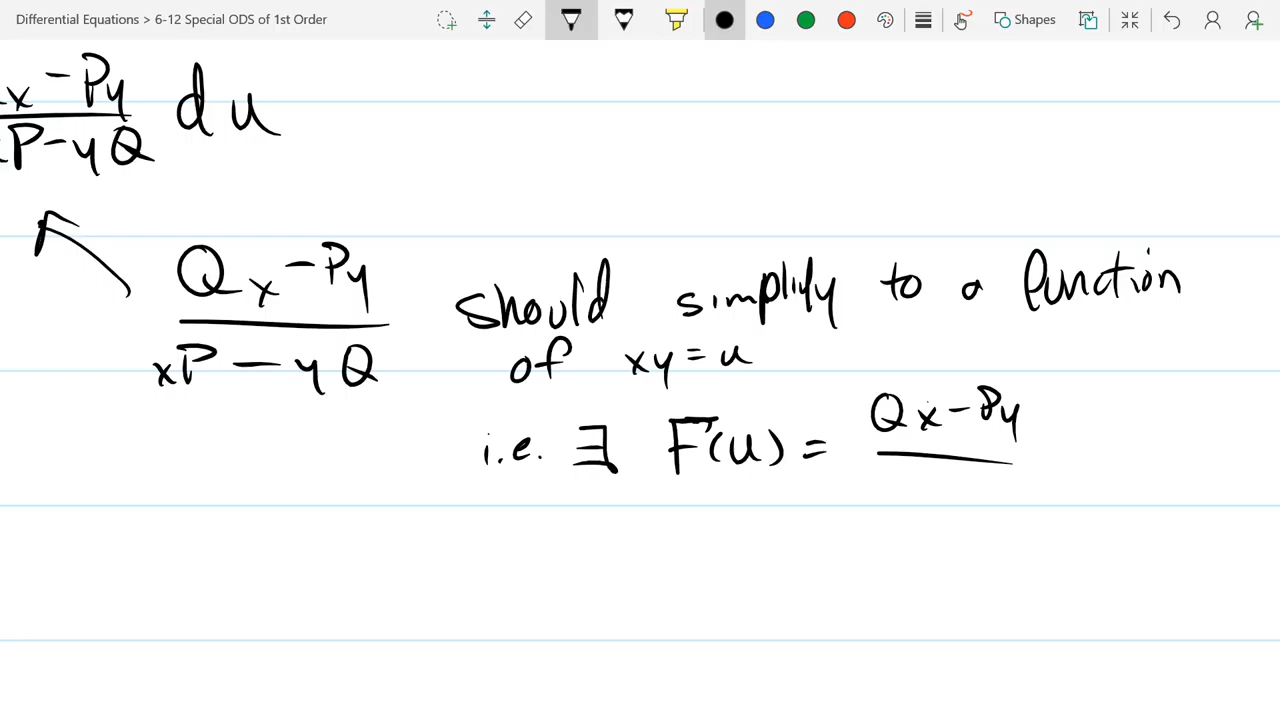 Differential Equations > 6-12 Special ODS of 1st Order
Shapes
x - Py
P - yQ
du
Qx - Py
xP - yQ
should simplify to a function
of xy = u
i.e. ∃ F(u) = Qx - Py